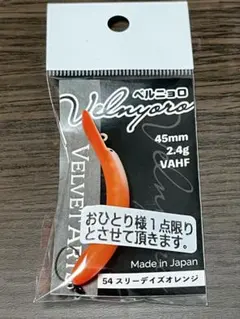 ベルニョロ
Velnyoro
45mm
2.4g
VAHF
VELVET ARTS
おひとり様1点限り
とさせて頂きます。
Made in Japan
54 スリーデイズオレンジ